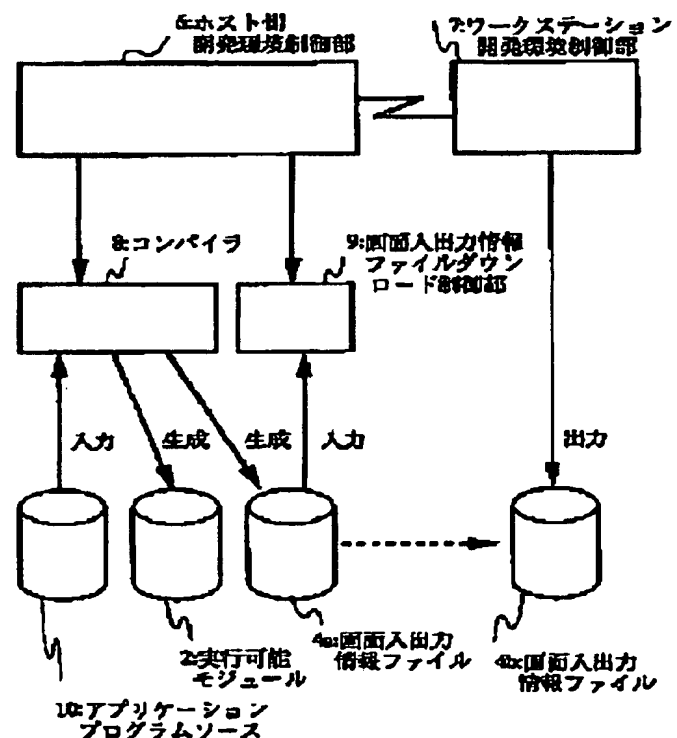 6:ホスト側
開発環境制御部
7:ワークステーション
開発環境制御部
8:コンパイラ
9:画面入出力情報
ファイルダウン
ロード制御部
入力
生成
生成
入力
出力
10:アプリケーション
プログラムソース
2:実行可能
モジュール
4a:画面入出力
情報ファイル
4b:画面入出力
情報ファイル